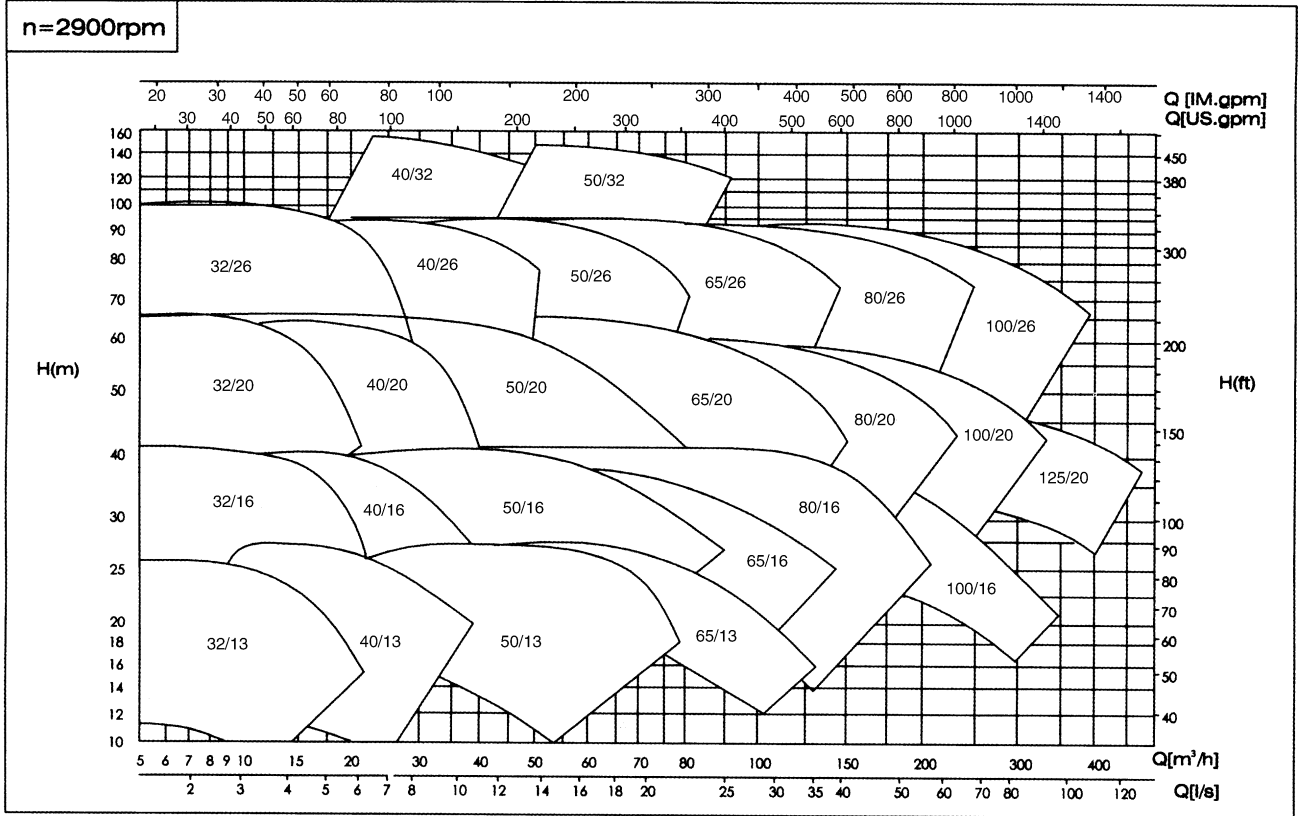 n=2900rpm
20 30 40 50 60 80 100 200 300 400 500 600 800 1000 1400 Q [IM.gpm]
30 40 50 60 80 100 200 300 400 500 600 800 1000 1400 Q[US.gpm]
160
140 450
120 40/32 50/32 380
100
90 300
80 32/26 40/26 50/26 65/26 80/26
70 100/26
60 200
H(m) H(ft)
50 32/20 40/20 50/20 65/20 80/20 100/20 150
40 125/20
32/16 40/16 50/16 80/16
30 100
90
25 65/16 100/16 80
20 70
18 32/13 40/13 50/13 65/13 60
16 50
14
12 40
10
5 6 7 8 9 10 15 20 30 40 50 60 80 100 150 200 300 400 Q[m³/h]
2 3 4 5 6 7 8 10 12 14 16 18 20 25 30 35 40 50 60 70 80 100 120 Q[l/s]